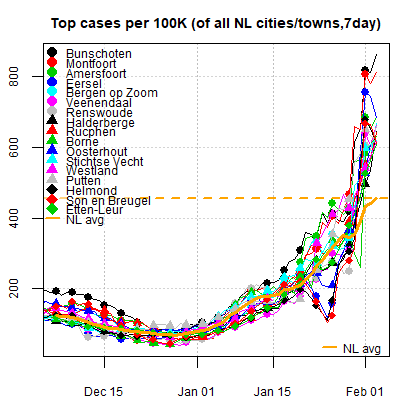 Top cases per 100K (of all NL cities/towns,7day)
Bunschoten
Montfoort
Amersfoort
Eersel
Bergen op Zoom
Veenendaal
Renswoude
Halderberge
Rucphen
Borne
Oosterhout
Stichtse Vecht
Westland
Putten
Helmond
Son en Breugel
Etten-Leur
NL avg
800
600
400
200
NL avg
Dec 15
Jan 01
Jan 15
Feb 01